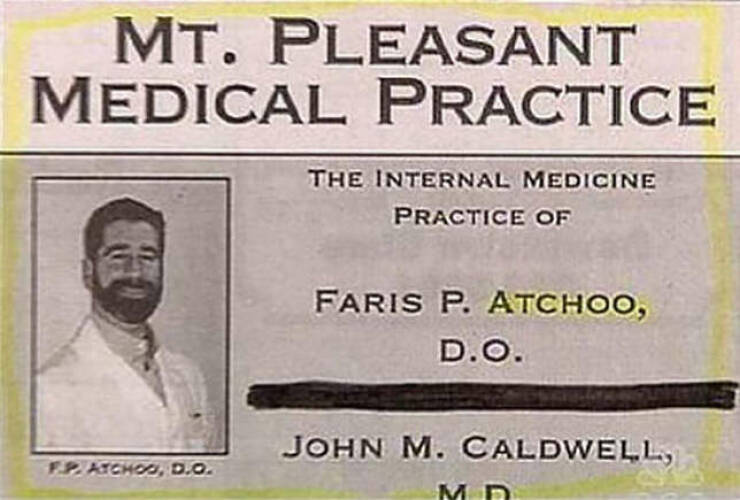 MT. PLEASANT
MEDICAL PRACTICE
THE INTERNAL MEDICINE
PRACTICE OF
FARIS P. ATCHOO,
D.O.
JOHN M. CALDWELL,
M.D.
F.P. ATCHOO, D.O.